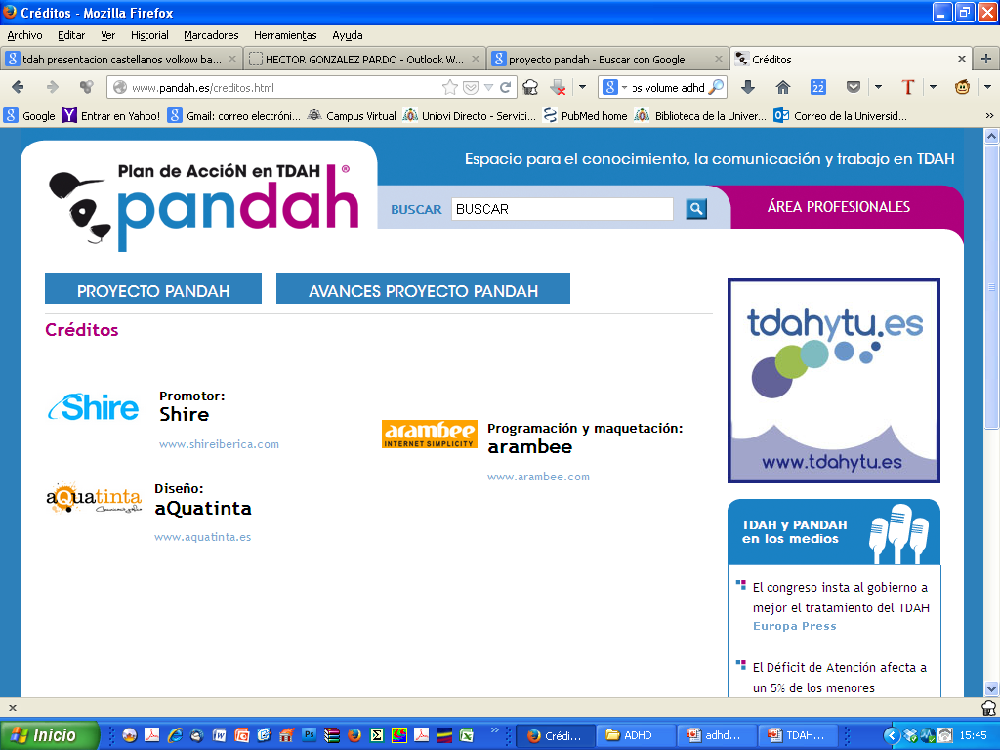 Créditos - Mozilla Firefox
Archivo Editar Ver Historial Marcadores Herramientas Ayuda
tdah presentacion castellanos volkow ba...
HECTOR GONZALEZ PARDO - Outlook W...
proyecto pandah - Buscar con Google
Créditos
www.pandah.es/creditos.html
os volume adhd
22
T
Google
Entrar en Yahoo!
Gmail: correo electróni...
Campus Virtual
Uniovi Directo - Servici...
PubMed home
Biblioteca de la Univer...
Correo de la Universid...
»
Plan de AccióN en TDAH ®
pandah
Espacio para el conocimiento, la comunicación y trabajo en TDAH
BUSCAR BUSCAR
ÁREA PROFESIONALES
PROYECTO PANDAH
AVANCES PROYECTO PANDAH
Créditos
Shire
Promotor:
Shire
www.shireiberica.com
arambee
INTERNET SIMPLICITY
Programación y maquetación:
arambee
www.arambee.com
aQuatinta
Diseño:
aQuatinta
www.aquatinta.es
tdahytu.es
www.tdahytu.es
TDAH y PANDAH
en los medios
El congreso insta al gobierno a
mejor el tratamiento del TDAH
Europa Press
El Déficit de Atención afecta a
un 5% de los menores
Inicio
Crédi...
ADHD
adhd...
TDAH...
15:45